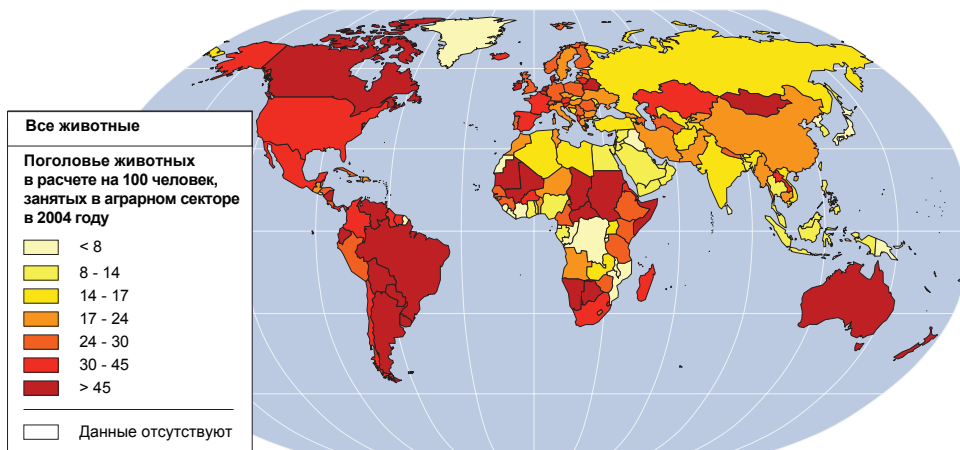 Все животные
Поголовье животных
в расчете на 100 человек,
занятых в аграрном секторе
в 2004 году
< 8
8 - 14
14 - 17
17 - 24
24 - 30
30 - 45
> 45
Данные отсутствуют